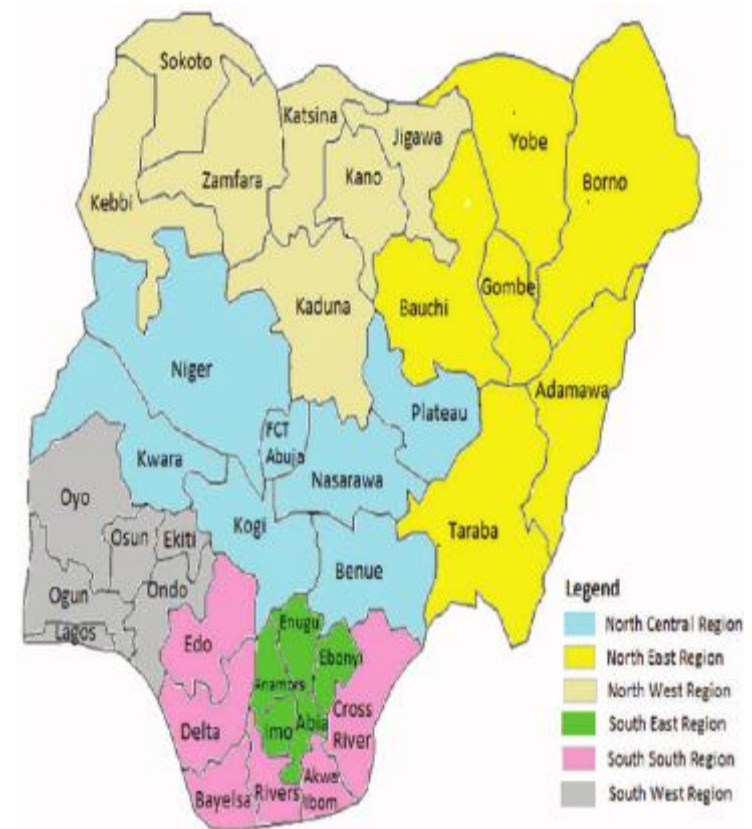 Sokoto
Katsina
Jigawa
Yobe
Borno
Zamfara
Kano
Kebbi
Kaduna
Bauchi
Gombe
Niger
Adamawa
Plateau
FCT
Abuja
Kwara
Nasarawa
Oyo
Kogi
Taraba
Osun
Ekiti
Benue
Ogun
Ondo
Lagos
Edo
Enugu
Ebonyi
Anamors
Delta
Imo
Abia
Cross
River
Bayelsa
Rivers
Akwe
Ibom
Legend
North Central Region
North East Region
North West Region
South East Region
South South Region
South West Region